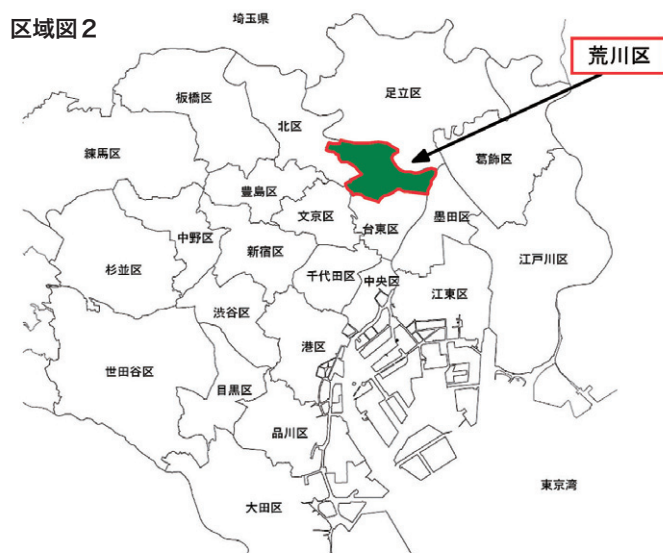 区域図2
埼玉県
荒川区
足立区
板橋区
北区
練馬区
葛飾区
豊島区
文京区
台東区
墨田区
中野区
新宿区
江戸川区
杉並区
千代田区
中央区
江東区
渋谷区
港区
世田谷区
目黒区
品川区
東京湾
大田区